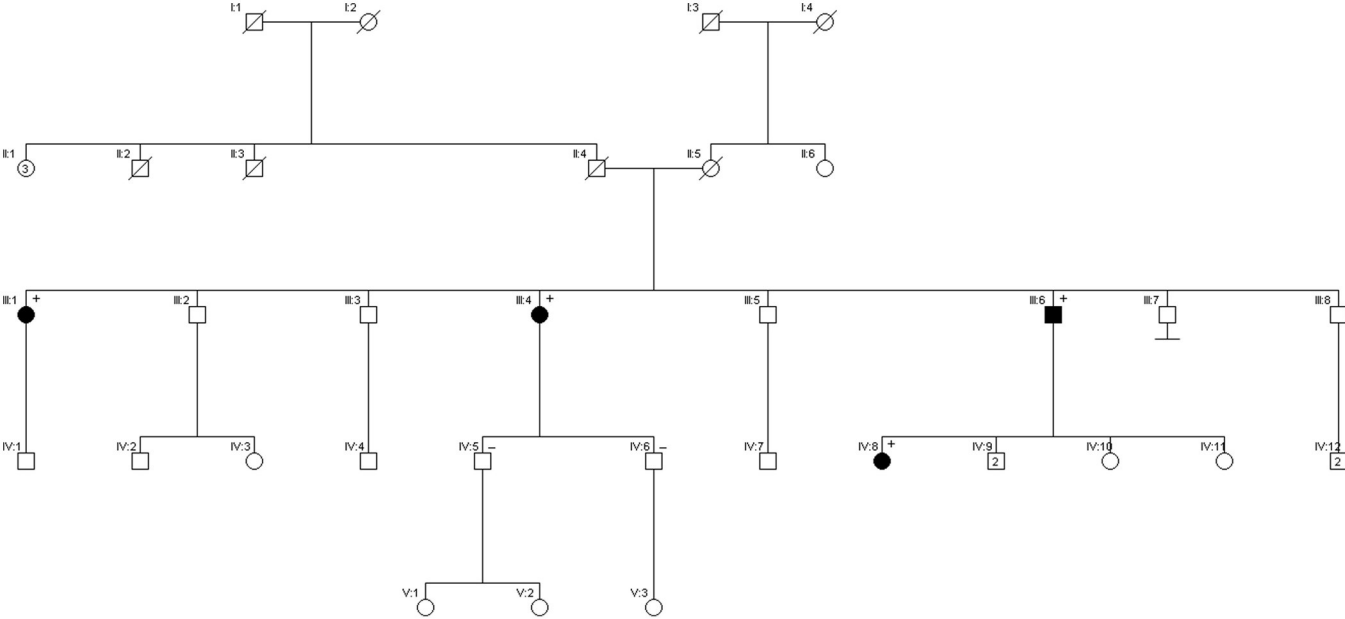 I:1 I:2 I:3 I:4
II:1 II:2 II:3 II:4 II:5 II:6
3
III:1 + III:2 III:3 III:4 + III:5 III:6 + III:7 III:8
IV:1 IV:2 IV:3 IV:4 IV:5 – IV:6 – IV:7 IV:8 + IV:9 IV:10 IV:11 IV:12
2 2
V:1 V:2 V:3